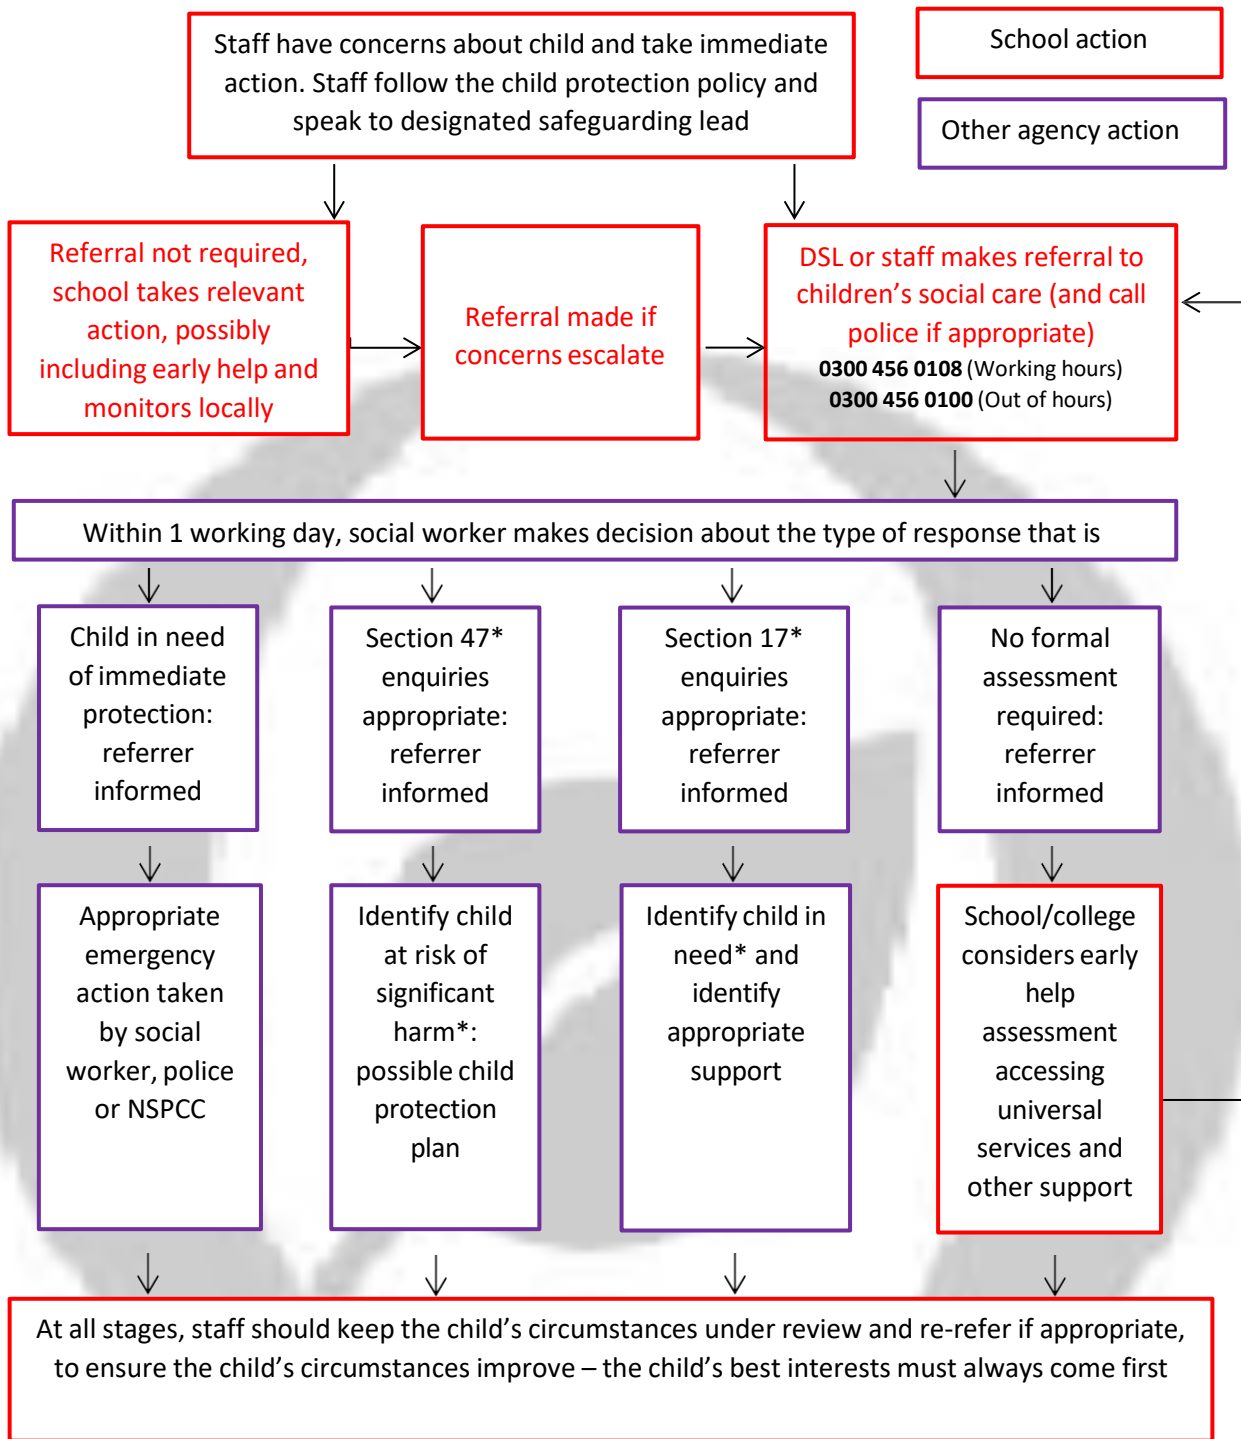 Staff have concerns about child and take immediate
action. Staff follow the child protection policy and
speak to designated safeguarding lead
School action
Other agency action
Referral not required,
school takes relevant
action, possibly
including early help and
monitors locally
Referral made if
concerns escalate
DSL or staff makes referral to
children’s social care (and call
police if appropriate)
0300 456 0108 (Working hours)
0300 456 0100 (Out of hours)
Within 1 working day, social worker makes decision about the type of response that is
Child in need
of immediate
protection:
referrer
informed
Section 47*
enquiries
appropriate:
referrer
informed
Section 17*
enquiries
appropriate:
referrer
informed
No formal
assessment
required:
referrer
informed
Appropriate
emergency
action taken
by social
worker, police
or NSPCC
Identify child
at risk of
significant
harm*:
possible child
protection
plan
Identify child in
need* and
identify
appropriate
support
School/college
considers early
help
assessment
accessing
universal
services and
other support
At all stages, staff should keep the child’s circumstances under review and re-refer if appropriate,
to ensure the child’s circumstances improve – the child’s best interests must always come first